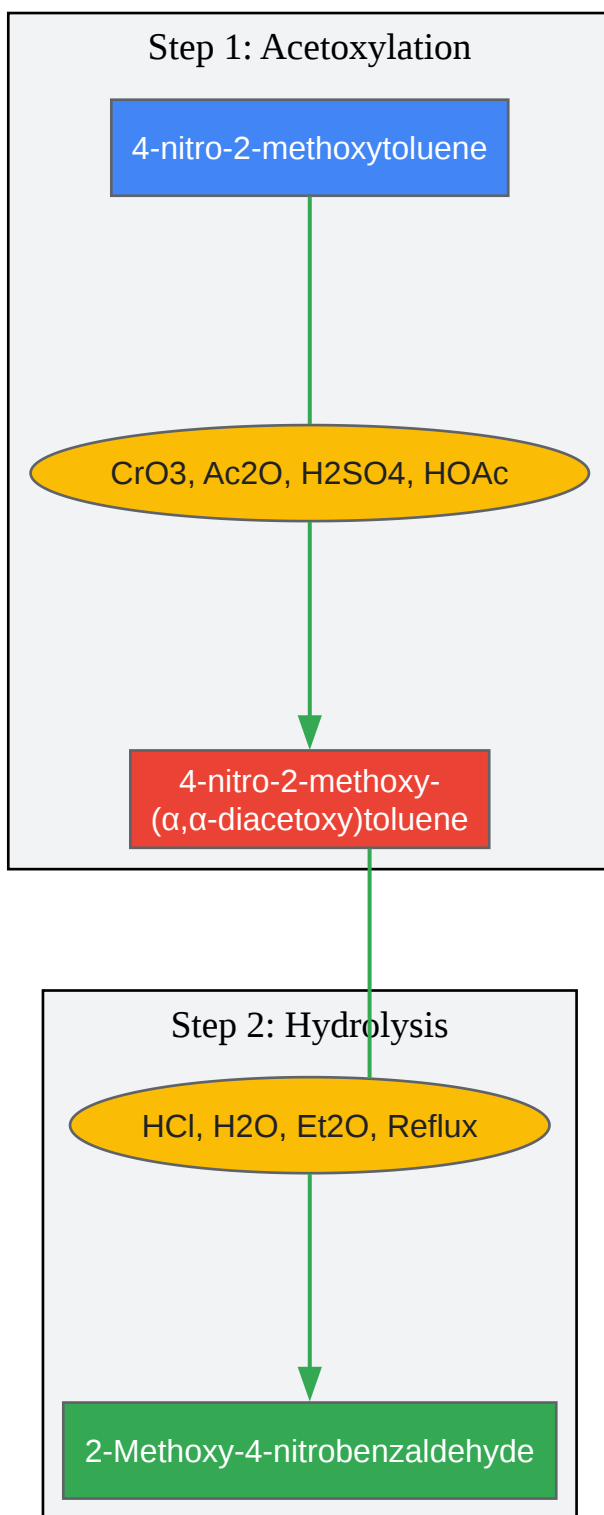 Step 1: Acetoxylation
4-nitro-2-methoxytoluene
CrO3, Ac2O, H2SO4, HOAc
4-nitro-2-methoxy-
(α,α-diacetoxy)toluene
Step 2: Hydrolysis
HCl, H2O, Et2O, Reflux
2-Methoxy-4-nitrobenzaldehyde